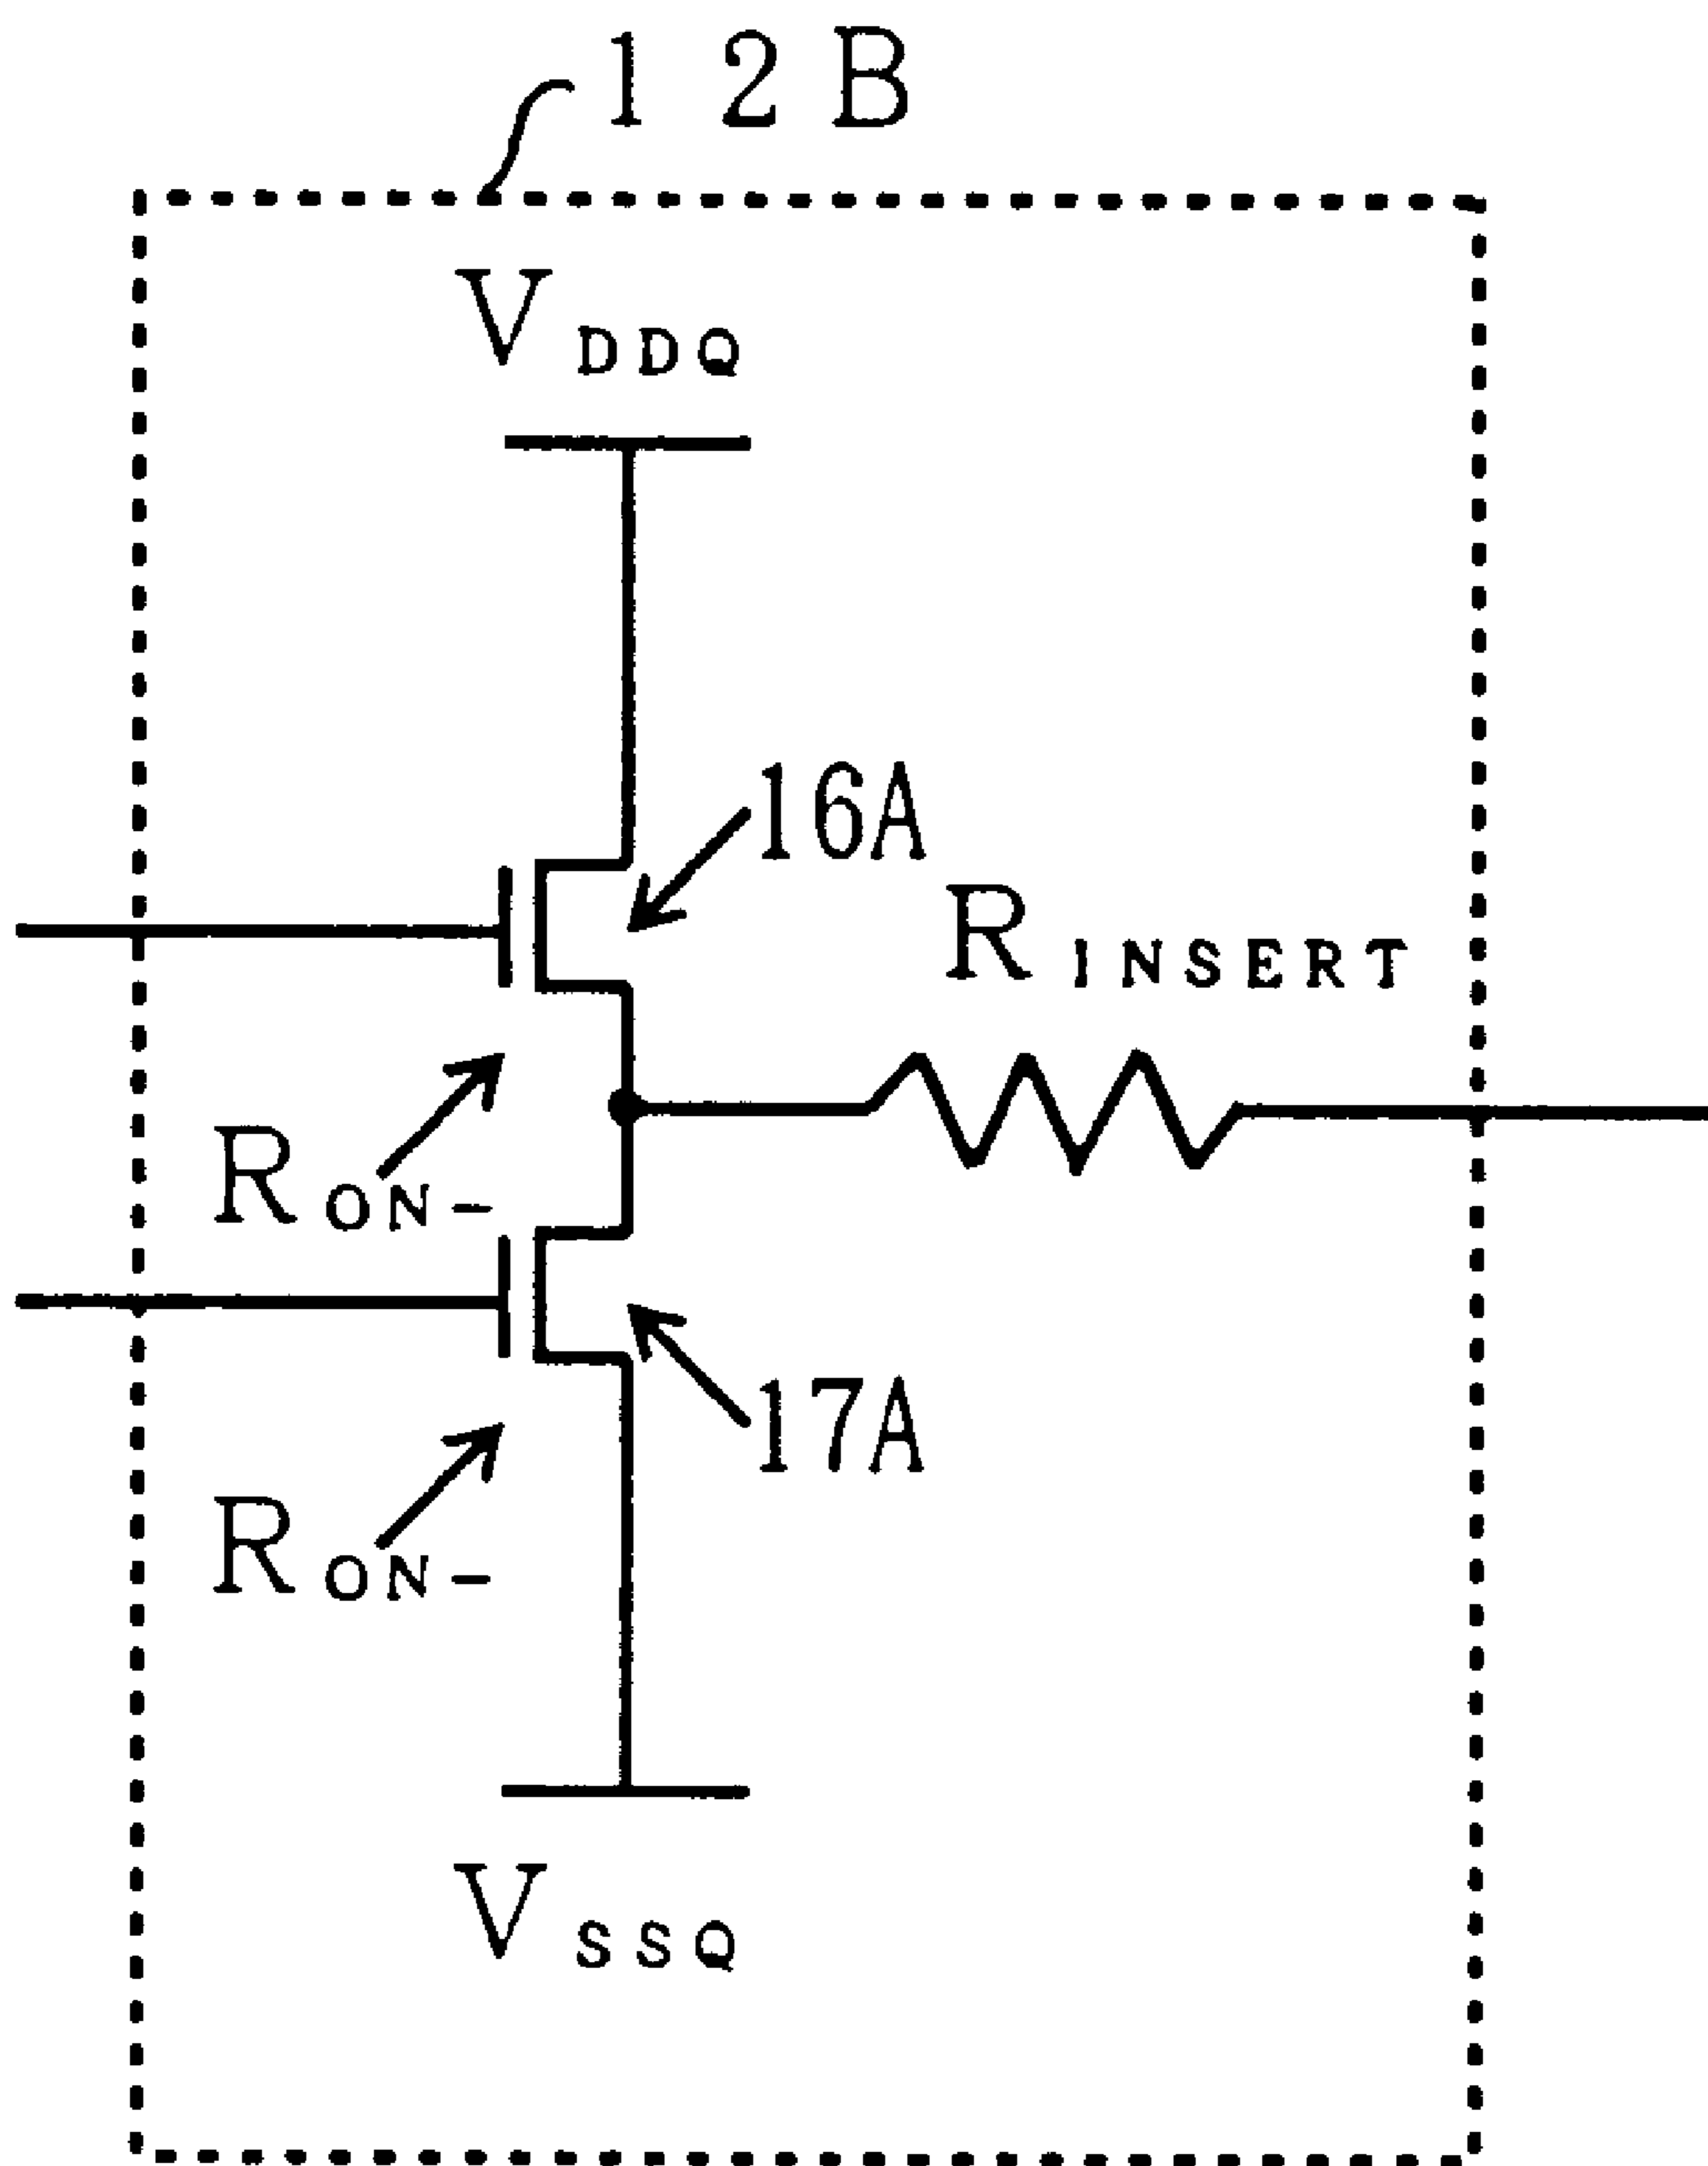 12B
VDDQ
16A
RINSERT
RON-
17A
RON-
VSSQ